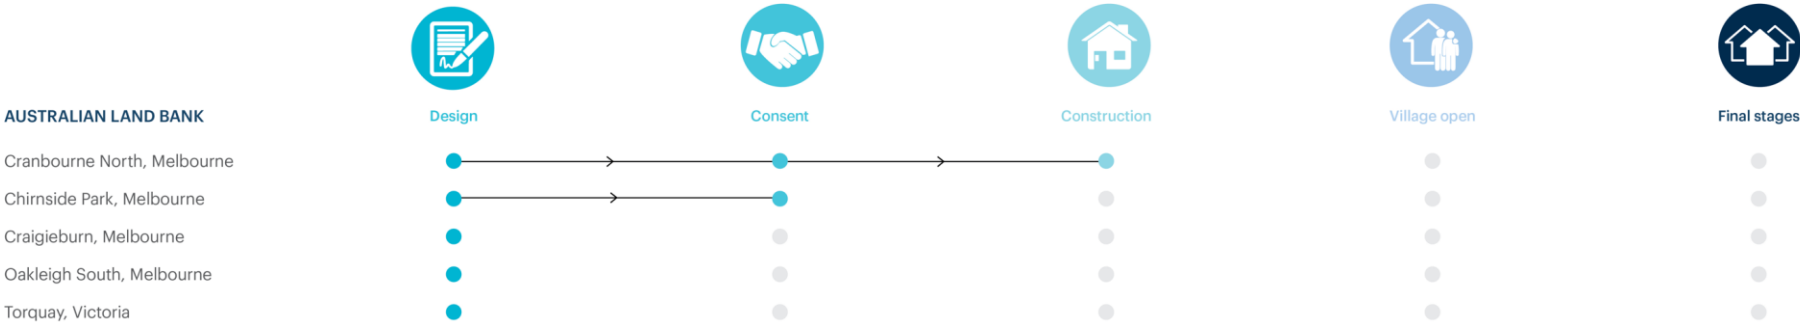 AUSTRALIAN LAND BANK Design Consent Construction Village open Final stages
Cranbourne North, Melbourne
Chirnside Park, Melbourne
Craigieburn, Melbourne
Oakleigh South, Melbourne
Torquay, Victoria